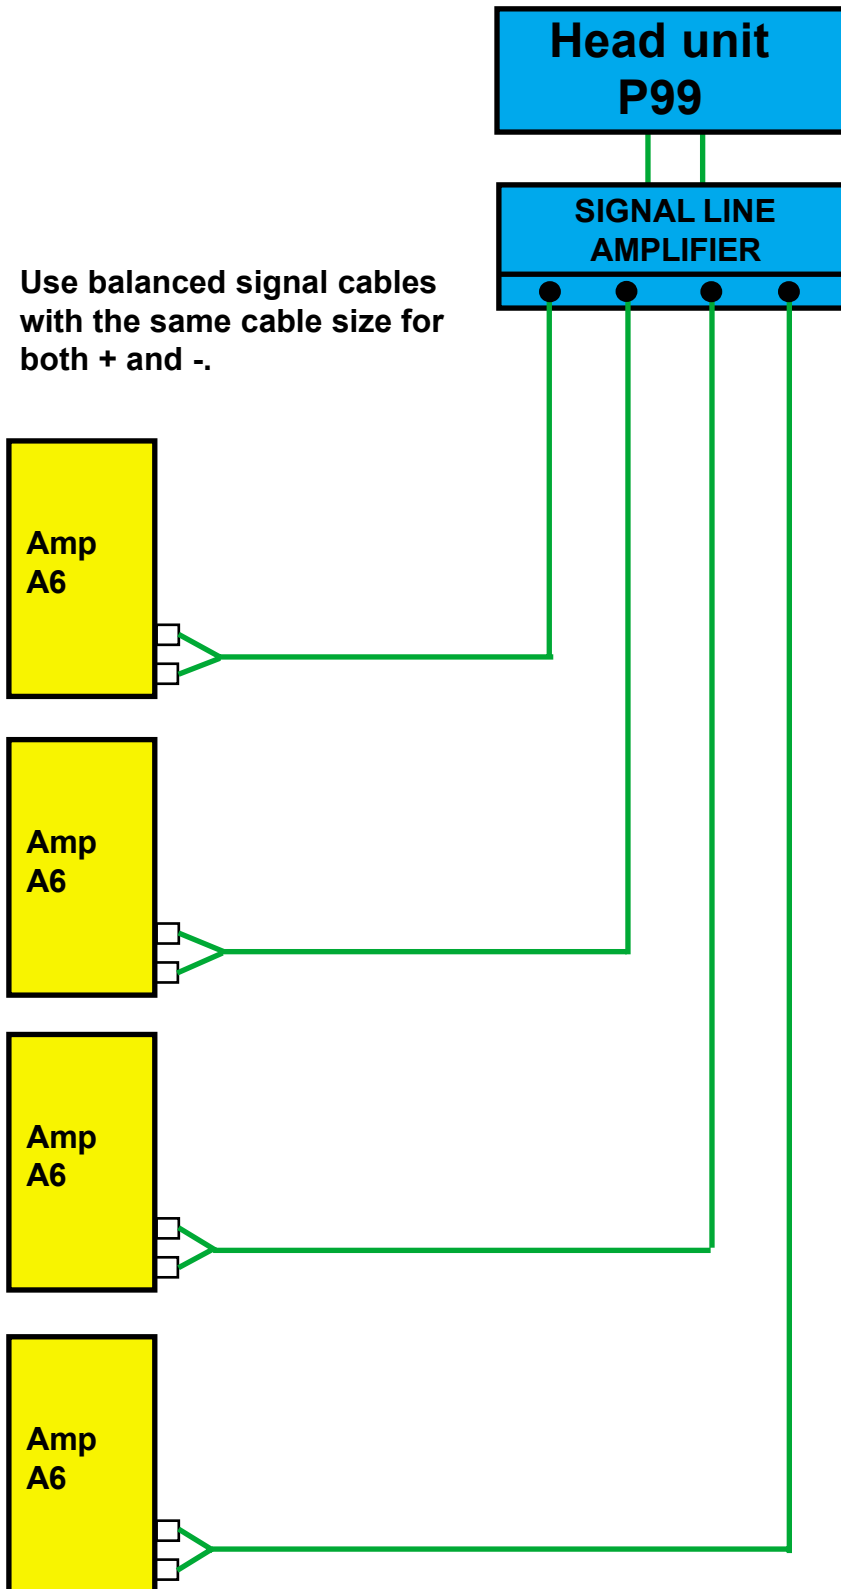 Head unit
P99
SIGNAL LINE
AMPLIFIER
Use balanced signal cables
with the same cable size for
both + and -.
Amp
A6
Amp
A6
Amp
A6
Amp
A6